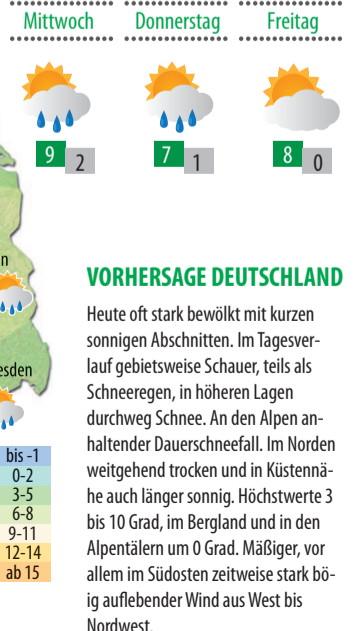 Mittwoch Donnerstag Freitag
9 2 7 1 8 0
n
esden
bis -1
0-2
3-5
6-8
9-11
12-14
ab 15
VORHERSAGE DEUTSCHLAND
Heute oft stark bewölkt mit kurzen
sonnigen Abschnitten. Im Tagesver-
lauf gebietsweise Schauer, teils als
Schneeregen, in höheren Lagen
durchweg Schnee. An den Alpen an-
haltender Dauerschneefall. Im Norden
weitgehend trocken und in Küstennä-
he auch länger sonnig. Höchstwerte 3
bis 10 Grad, im Bergland und in den
Alpentälern um 0 Grad. Mäßiger, vor
allem im Südosten zeitweise stark bö-
ig auflebender Wind aus West bis
Nordwest.